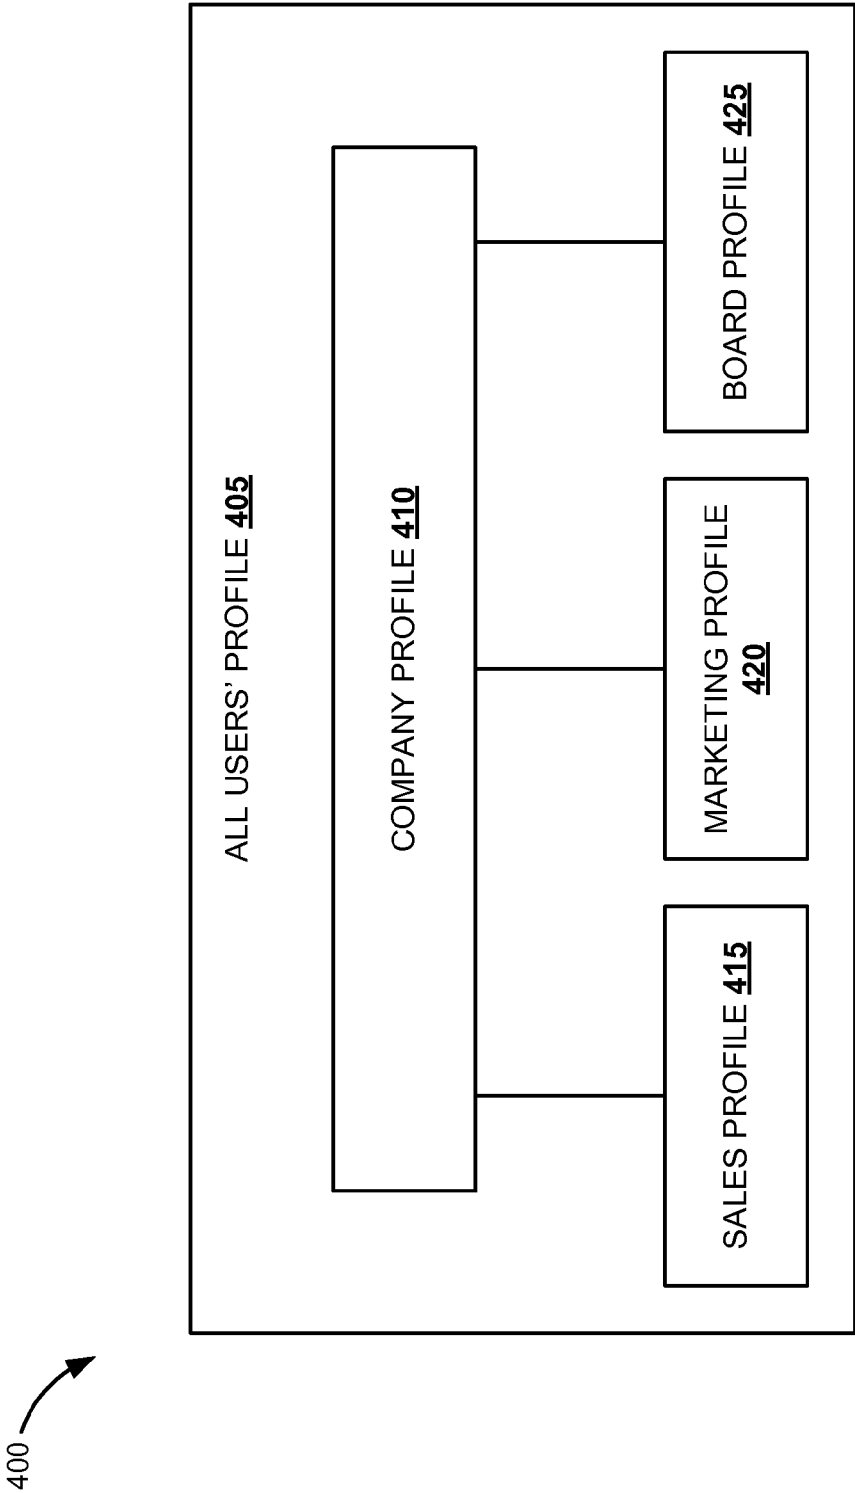 400
ALL USERS’ PROFILE 405
COMPANY PROFILE 410
SALES PROFILE 415
MARKETING PROFILE
420
BOARD PROFILE 425